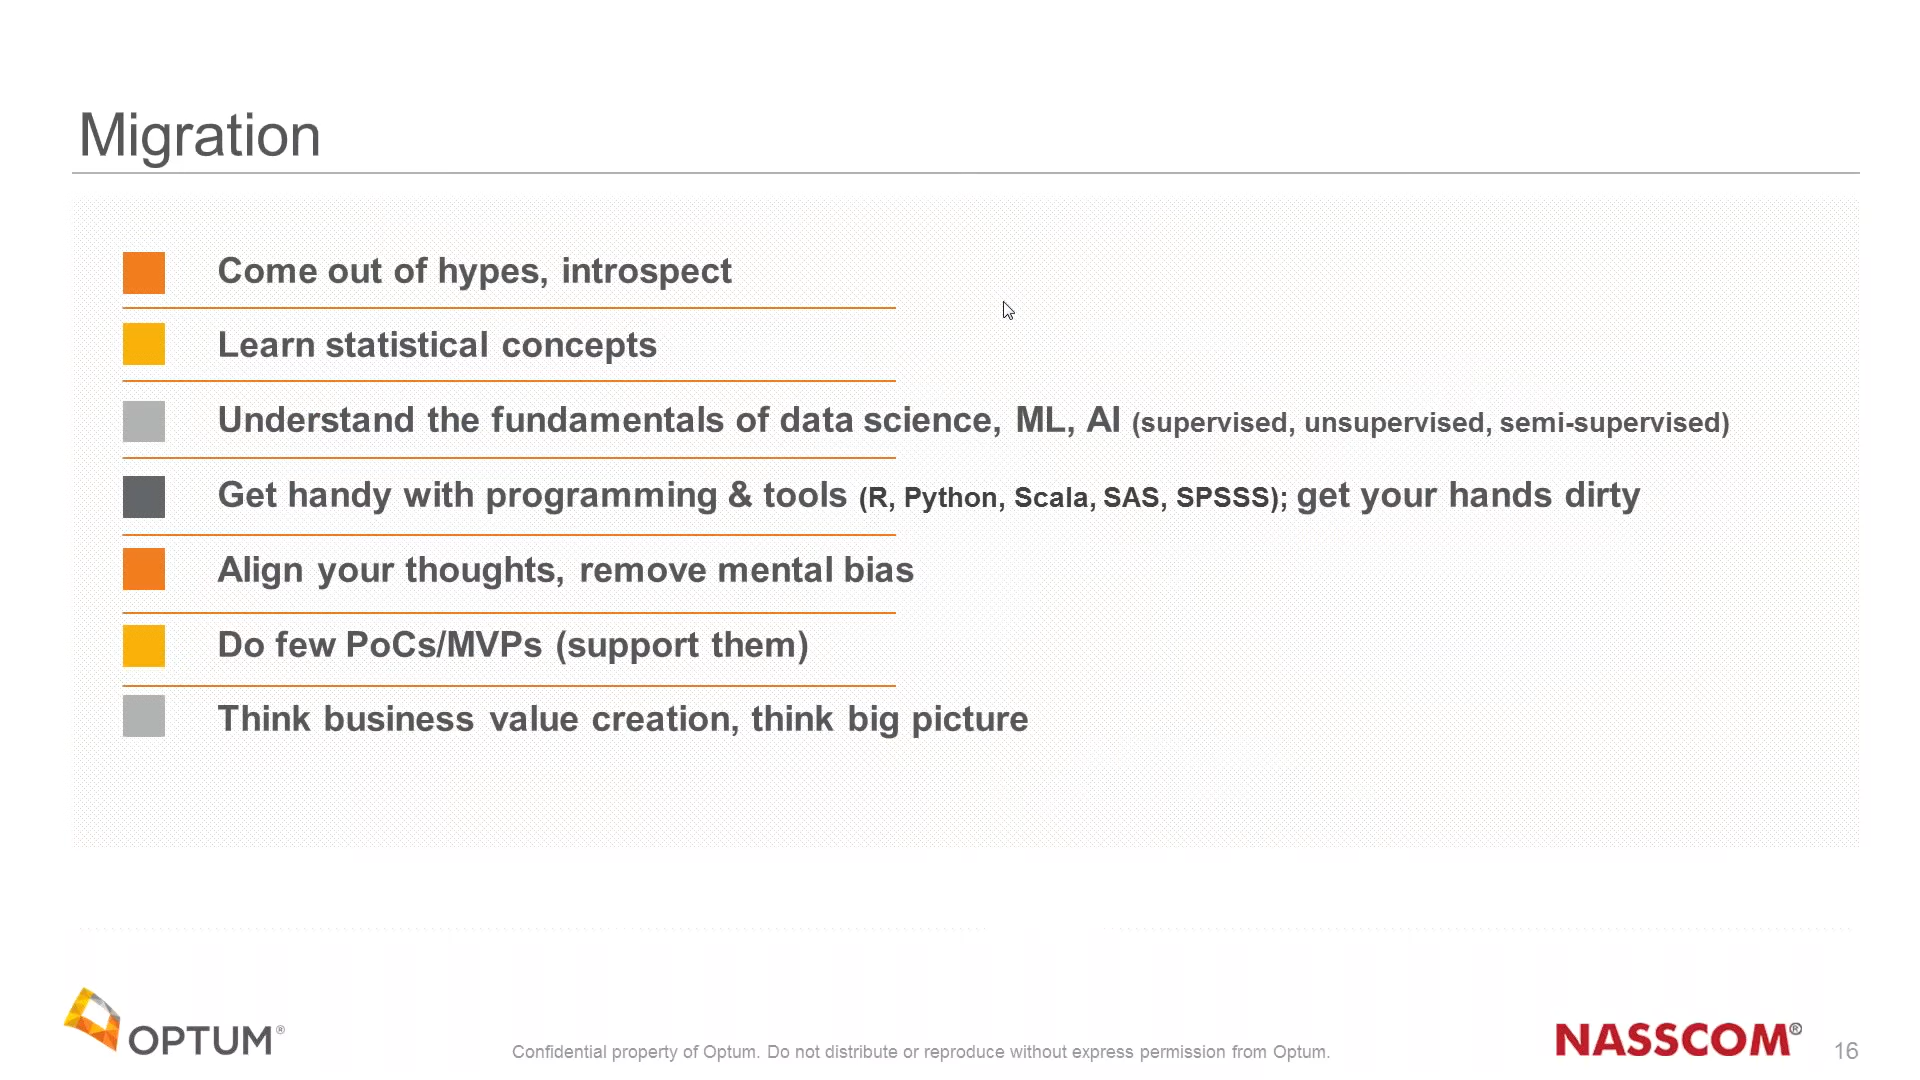 Migration
Come out of hypes, introspect
Learn statistical concepts
Understand the fundamentals of data science, ML, AI (supervised, unsupervised, semi-supervised)
Get handy with programming & tools (R, Python, Scala, SAS, SPSSS); get your hands dirty
Align your thoughts, remove mental bias
Do few PoCs/MVPs (support them)
Think business value creation, think big picture
OPTUM®
Confidential property of Optum. Do not distribute or reproduce without express permission from Optum.
NASSCOM®
16